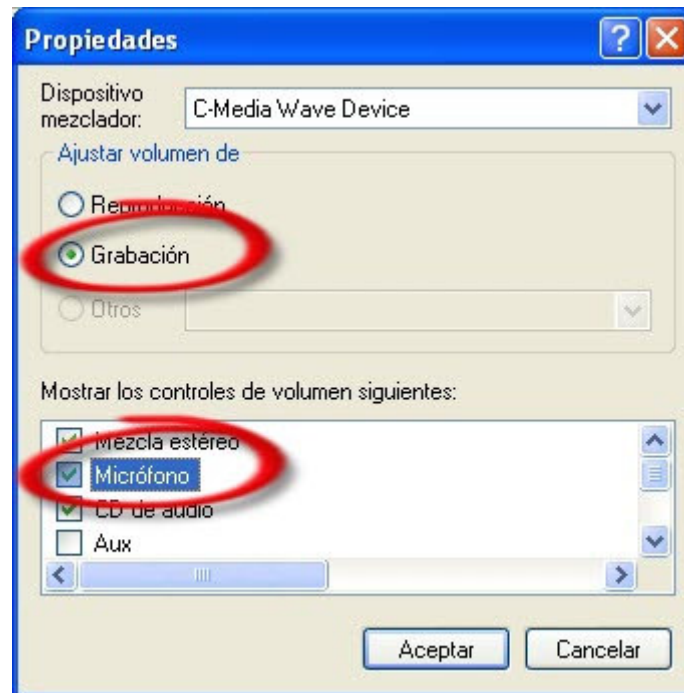 Propiedades
Dispositivo
mezclador:
C-Media Wave Device
Ajustar volumen de
Reproducción
Grabación
Otros
Mostrar los controles de volumen siguientes:
Mezcla estéreo
Micrófono
CD de audio
Aux
Aceptar
Cancelar